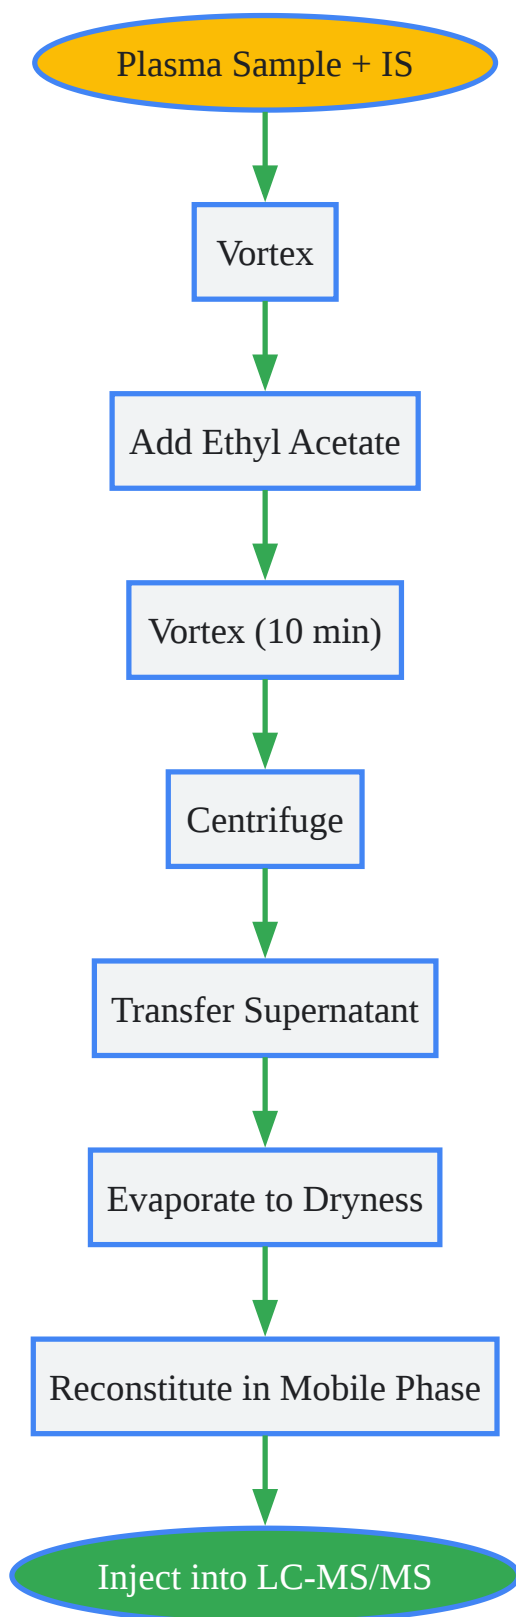 Plasma Sample + IS
Vortex
Add Ethyl Acetate
Vortex (10 min)
Centrifuge
Transfer Supernatant
Evaporate to Dryness
Reconstitute in Mobile Phase
Inject into LC-MS/MS